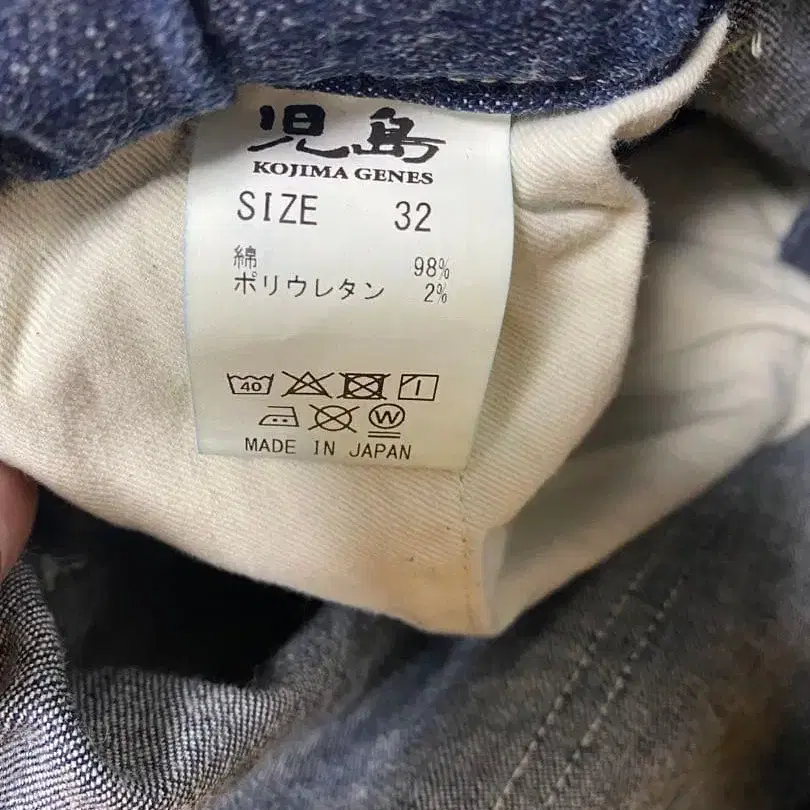 児島
KOJIMA GENES
SIZE 32
綿 98%
ポリウレタン 2%
40
W
MADE IN JAPAN